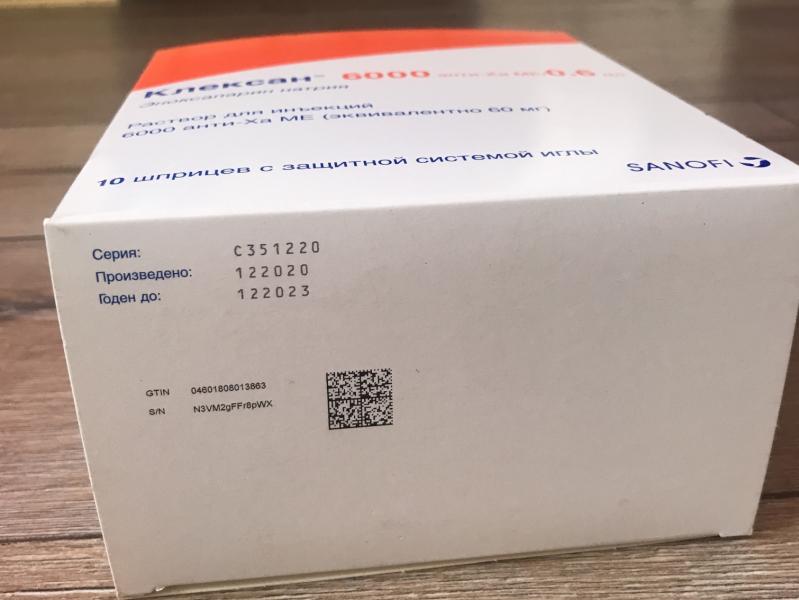 Клексан™ 6000 анти-Ха МЕ/0.6 мл
Эноксапарин натрия
Раствор для инъекций
6000 анти-Ха МЕ (эквивалентно 60 мг)
10 шприцев с защитной системой иглы
SANOFI
Серия: C351220
Произведено: 122020
Годен до: 122023
GTIN 04601808013863
S/N N3VM2gFFr8pWX